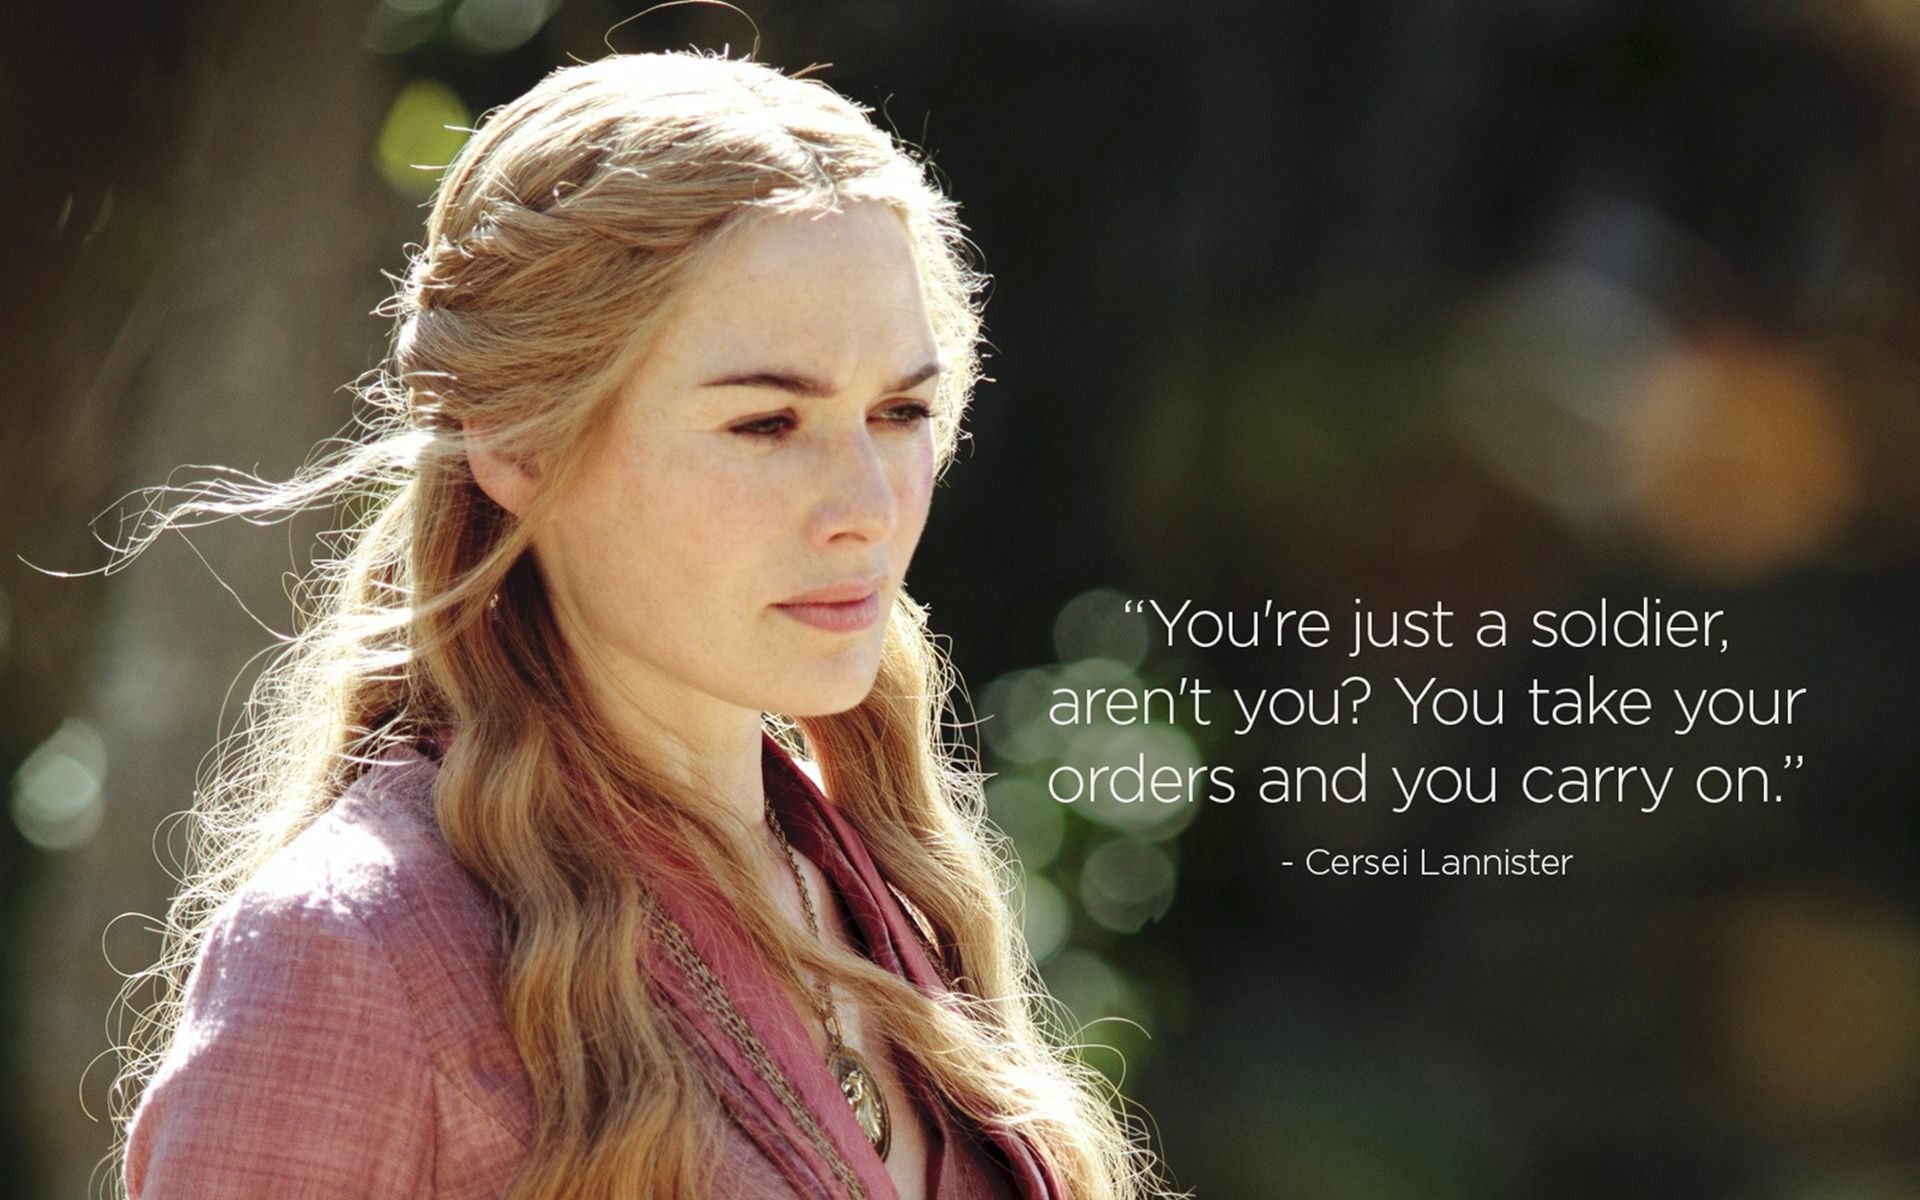 “You're just a soldier,
aren't you? You take your
orders and you carry on.”
- Cersei Lannister